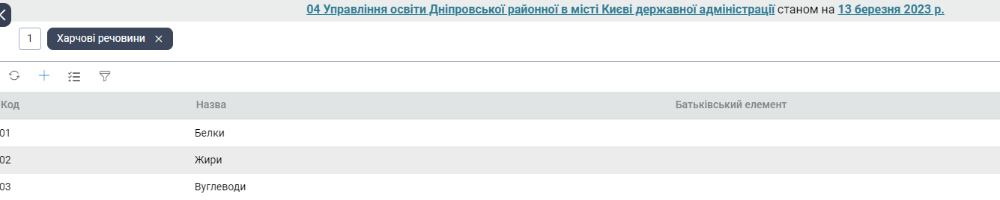 04 Управління освіти Дніпровської районної в місті Києві державної адміністрації станом на 13 березня 2023 р.
1 Харчові речовини ×
Код Назва Батьківський елемент
01 Белки
02 Жири
03 Вуглеводи